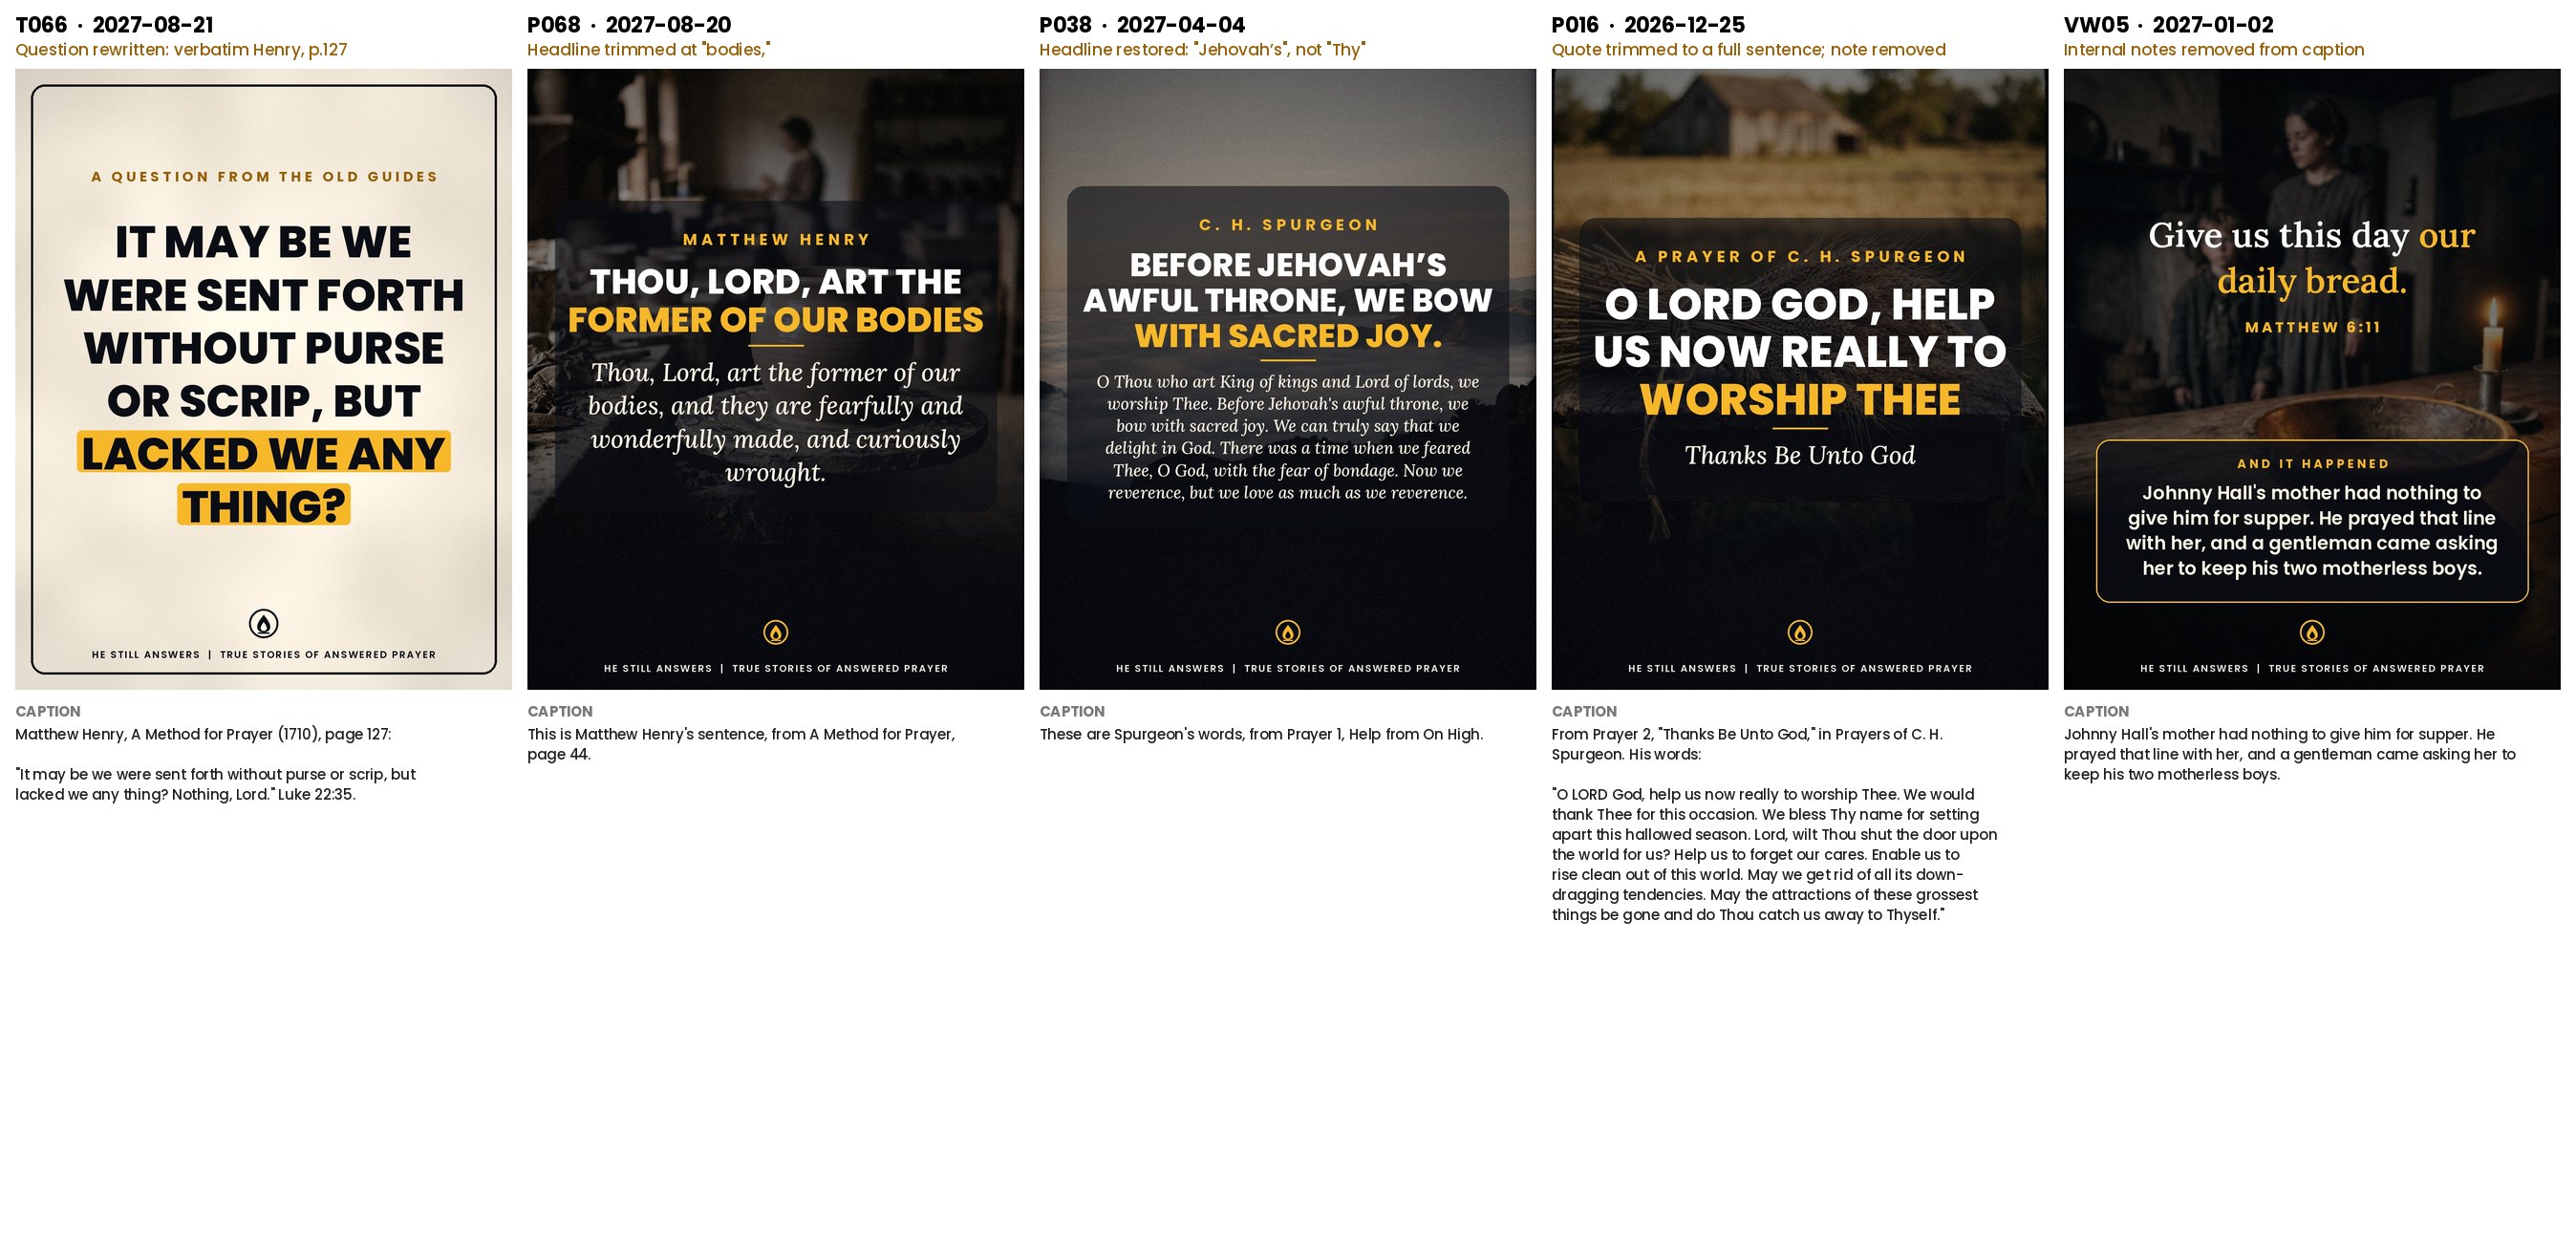 T066 · 2027-08-21
Question rewritten: verbatim Henry, p.127
A QUESTION FROM THE OLD GUIDES
IT MAY BE WE
WERE SENT FORTH
WITHOUT PURSE
OR SCRIP, BUT
LACKED WE ANY
THING?
HE STILL ANSWERS | TRUE STORIES OF ANSWERED PRAYER
CAPTION
Matthew Henry, A Method for Prayer (1710), page 127:
"It may be we were sent forth without purse or scrip, but
lacked we any thing? Nothing, Lord." Luke 22:35.
P068 · 2027-08-20
Headline trimmed at "bodies,"
MATTHEW HENRY
THOU, LORD, ART THE
FORMER OF OUR BODIES
Thou, Lord, art the former of our
bodies, and they are fearfully and
wonderfully made, and curiously
wrought.
HE STILL ANSWERS | TRUE STORIES OF ANSWERED PRAYER
CAPTION
This is Matthew Henry's sentence, from A Method for Prayer,
page 44.
P038 · 2027-04-04
Headline restored: "Jehovah’s", not "Thy"
C. H. SPURGEON
BEFORE JEHOVAH’S
AWFUL THRONE, WE BOW
WITH SACRED JOY.
O Thou who art King of kings and Lord of lords, we
worship Thee. Before Jehovah's awful throne, we
bow with sacred joy. We can truly say that we
delight in God. There was a time when we feared
Thee, O God, with the fear of bondage. Now we
reverence, but we love as much as we reverence.
HE STILL ANSWERS | TRUE STORIES OF ANSWERED PRAYER
CAPTION
These are Spurgeon's words, from Prayer 1, Help from On High.
P016 · 2026-12-25
Quote trimmed to a full sentence; note removed
A PRAYER OF C. H. SPURGEON
O LORD GOD, HELP
US NOW REALLY TO
WORSHIP THEE
Thanks Be Unto God
HE STILL ANSWERS | TRUE STORIES OF ANSWERED PRAYER
CAPTION
From Prayer 2, "Thanks Be Unto God," in Prayers of C. H.
Spurgeon. His words:
"O LORD God, help us now really to worship Thee. We would
thank Thee for this occasion. We bless Thy name for setting
apart this hallowed season. Lord, wilt Thou shut the door upon
the world for us? Help us to forget our cares. Enable us to
rise clean out of this world. May we get rid of all its down-
dragging tendencies. May the attractions of these grossest
things be gone and do Thou catch us away to Thyself."
VW05 · 2027-01-02
Internal notes removed from caption
Give us this day our
daily bread.
MATTHEW 6:11
AND IT HAPPENED
Johnny Hall's mother had nothing to
give him for supper. He prayed that line
with her, and a gentleman came asking
her to keep his two motherless boys.
HE STILL ANSWERS | TRUE STORIES OF ANSWERED PRAYER
CAPTION
Johnny Hall's mother had nothing to give him for supper. He
prayed that line with her, and a gentleman came asking her to
keep his two motherless boys.